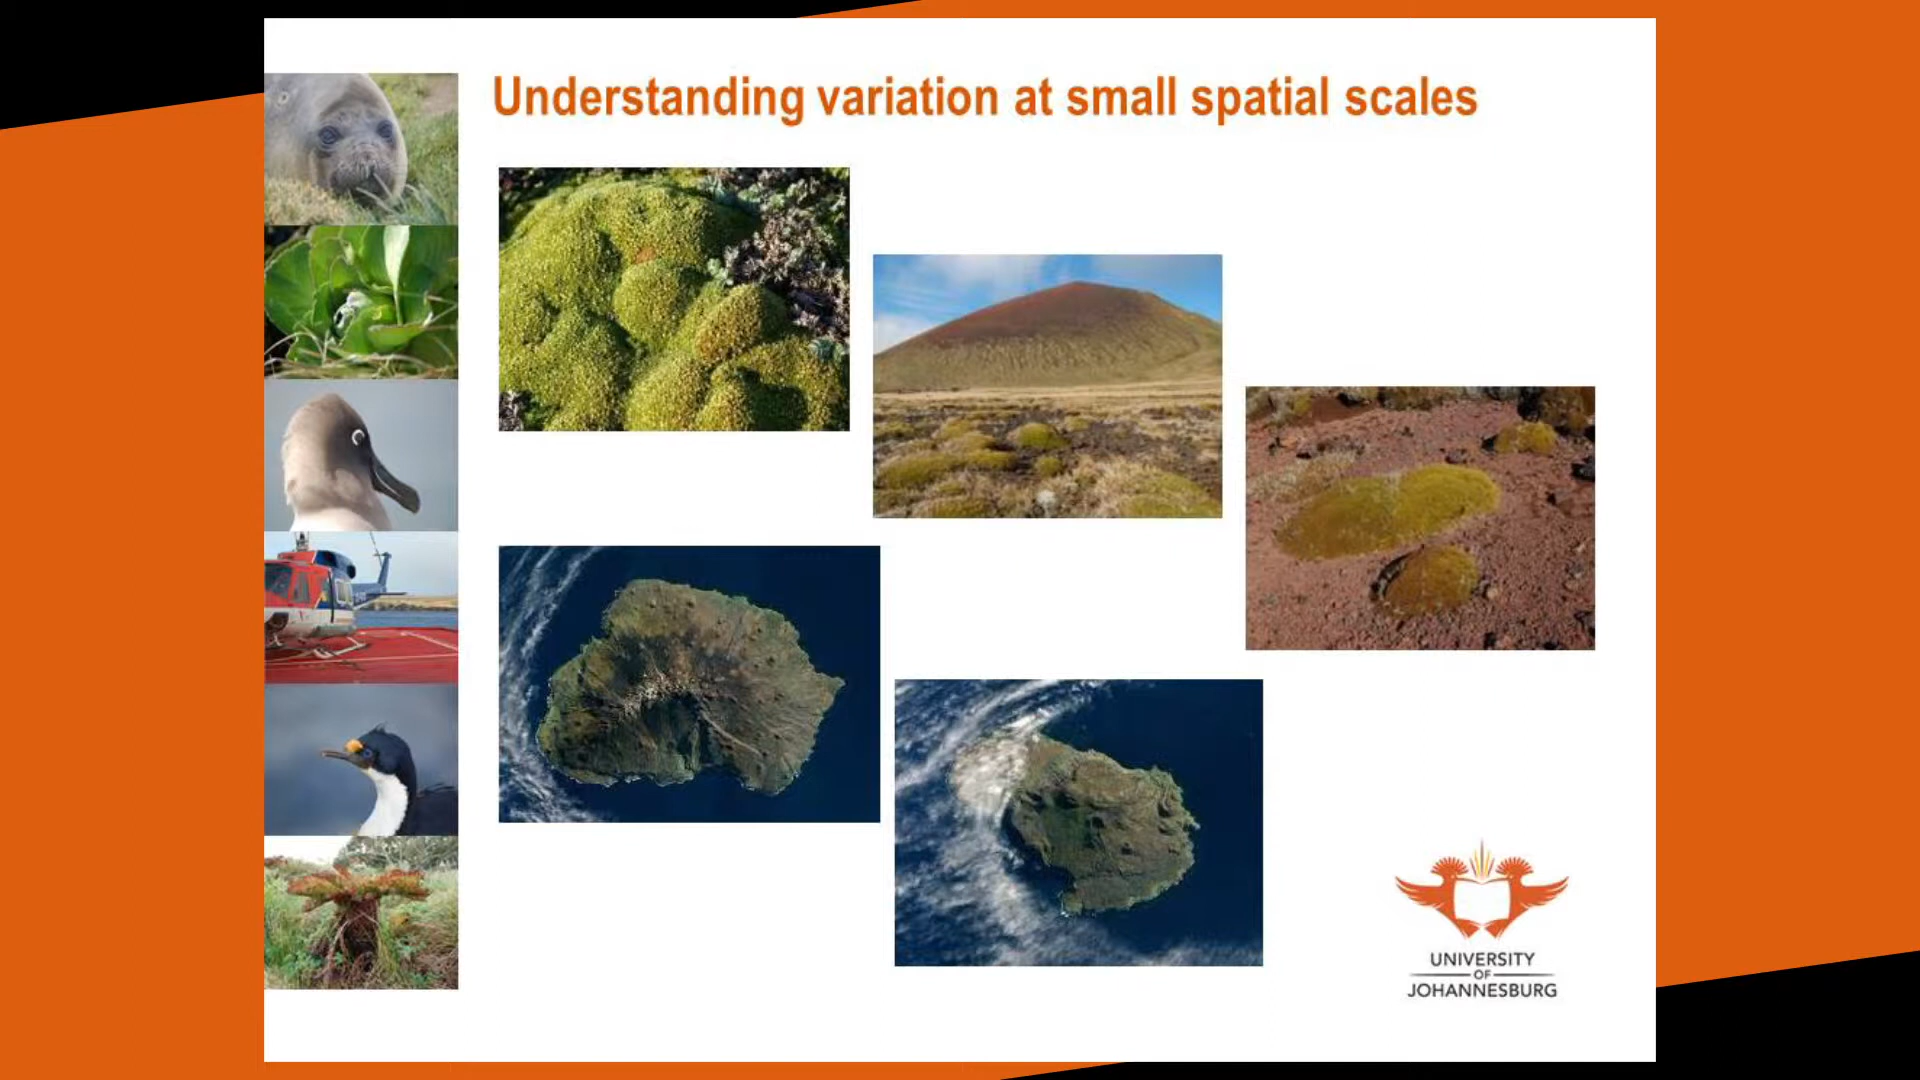 Understanding variation at small spatial scales
UNIVERSITY
OF
JOHANNESBURG